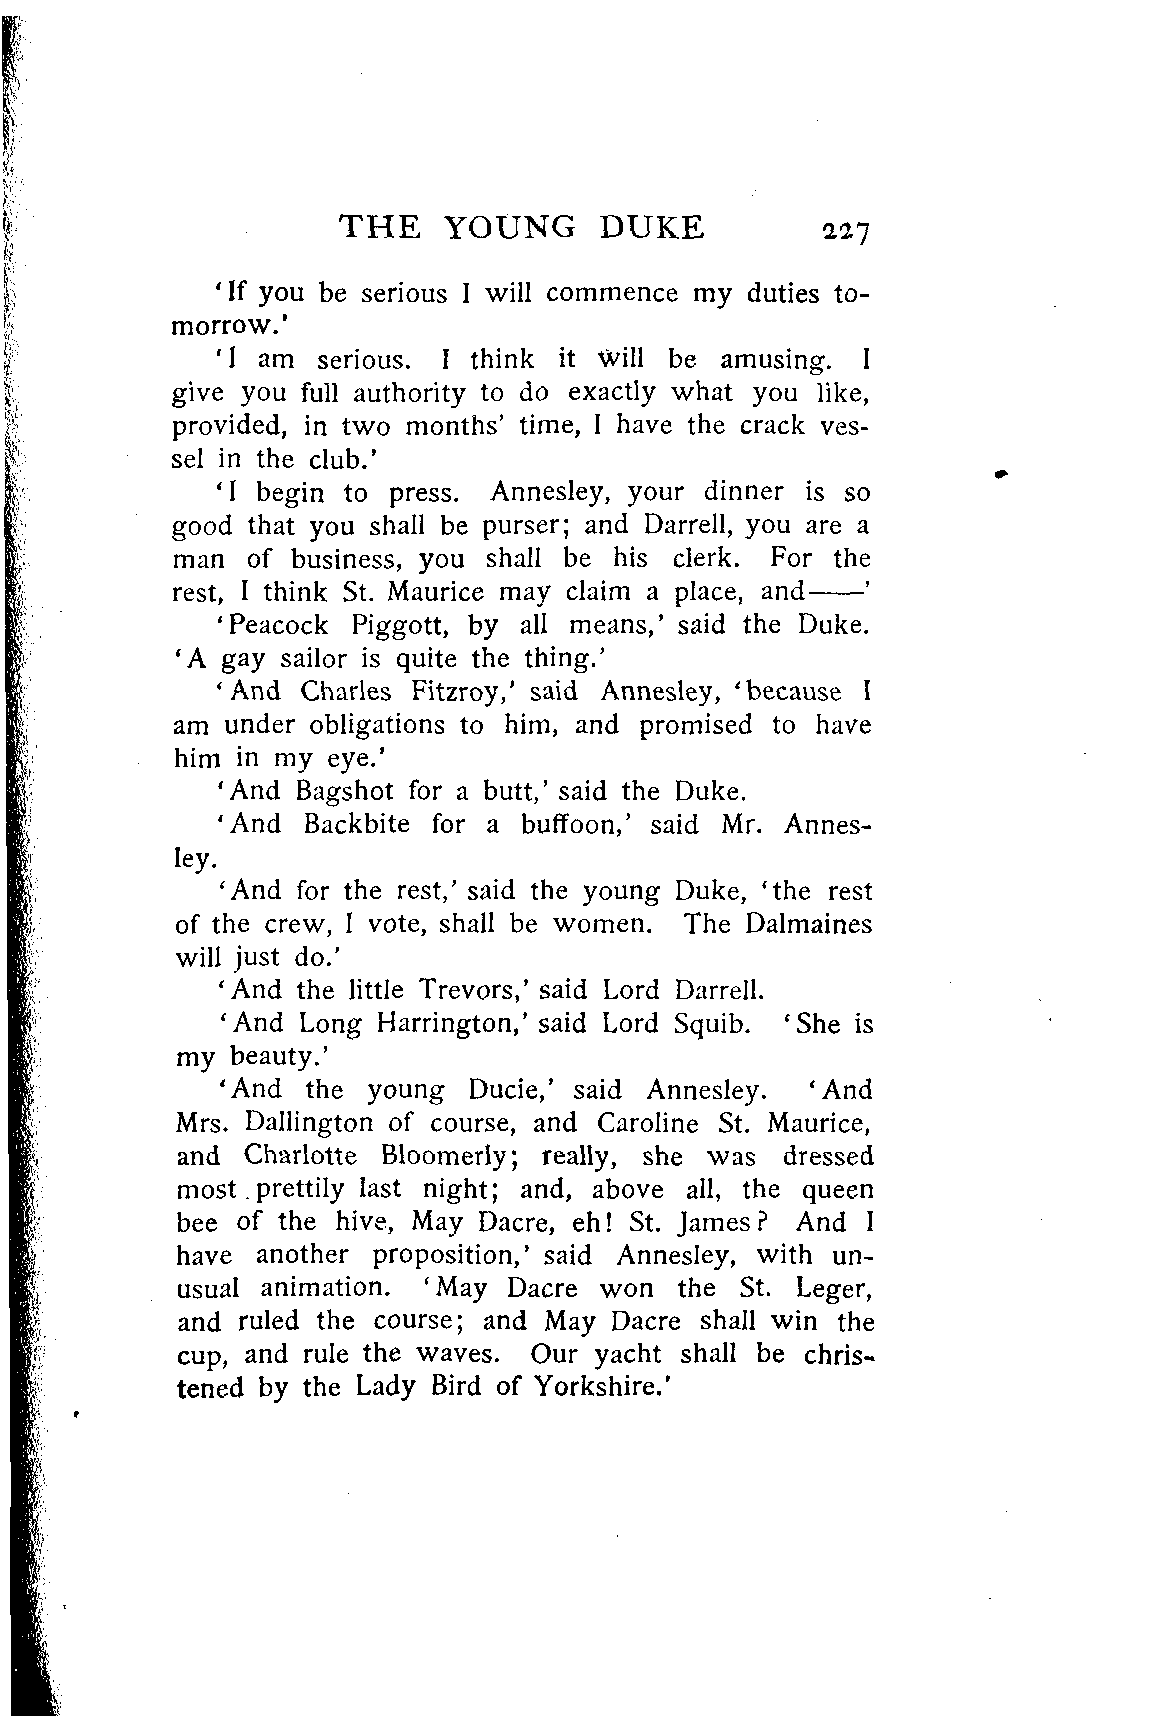 THE YOUNG DUKE 227
‘If you be serious I will commence my duties to-
morrow.’
‘I am serious. I think it will be amusing. I
give you full authority to do exactly what you like,
provided, in two months’ time, I have the crack ves-
sel in the club.’
‘I begin to press. Annesley, your dinner is so
good that you shall be purser; and Darrell, you are a
man of business, you shall be his clerk. For the
rest, I think St. Maurice may claim a place, and——’
‘Peacock Piggott, by all means,’ said the Duke.
‘A gay sailor is quite the thing.’
‘And Charles Fitzroy,’ said Annesley, ‘because I
am under obligations to him, and promised to have
him in my eye.’
‘And Bagshot for a butt,’ said the Duke.
‘And Backbite for a buffoon,’ said Mr. Annes-
ley.
‘And for the rest,’ said the young Duke, ‘the rest
of the crew, I vote, shall be women. The Dalmaines
will just do.’
‘And the little Trevors,’ said Lord Darrell.
‘And Long Harrington,’ said Lord Squib. ‘She is
my beauty.’
‘And the young Ducie,’ said Annesley. ‘And
Mrs. Dallington of course, and Caroline St. Maurice,
and Charlotte Bloomerly; really, she was dressed
most prettily last night; and, above all, the queen
bee of the hive, May Dacre, eh! St. James? And I
have another proposition,’ said Annesley, with un-
usual animation. ‘May Dacre won the St. Leger,
and ruled the course; and May Dacre shall win the
cup, and rule the waves. Our yacht shall be chris-
tened by the Lady Bird of Yorkshire.’